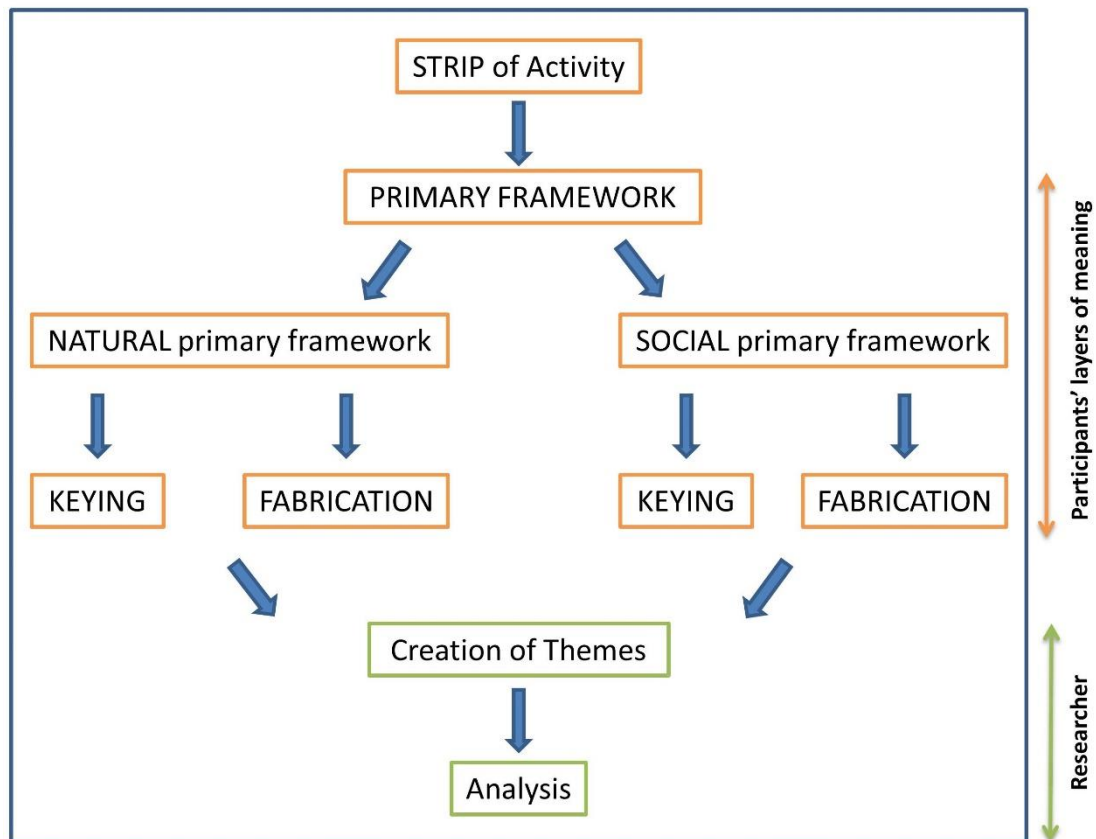 STRIP of Activity
PRIMARY FRAMEWORK
NATURAL primary framework
SOCIAL primary framework
KEYING
FABRICATION
KEYING
FABRICATION
Creation of Themes
Analysis
Participants’ layers of meaning
Researcher